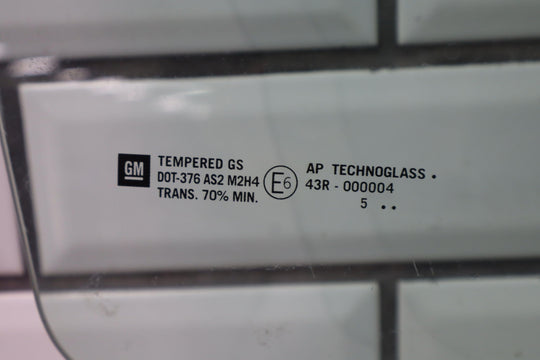 GM
TEMPERED GS
DOT-376 AS2 M2H4
TRANS. 70% MIN.
E6
AP TECHNOGLASS .
43R - 000004
5 ..